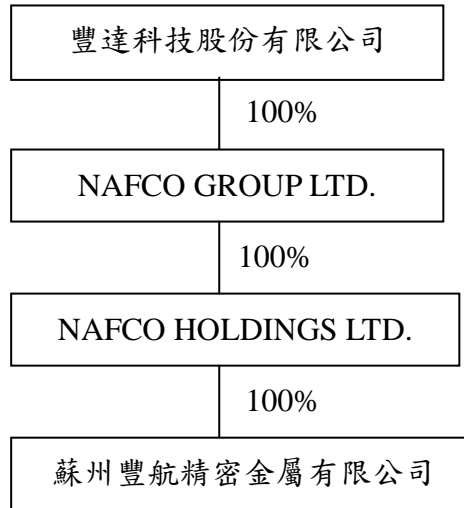 豐達科技股份有限公司
100%
NAFCO GROUP LTD.
100%
NAFCO HOLDINGS LTD.
100%
蘇州豐航精密金屬有限公司